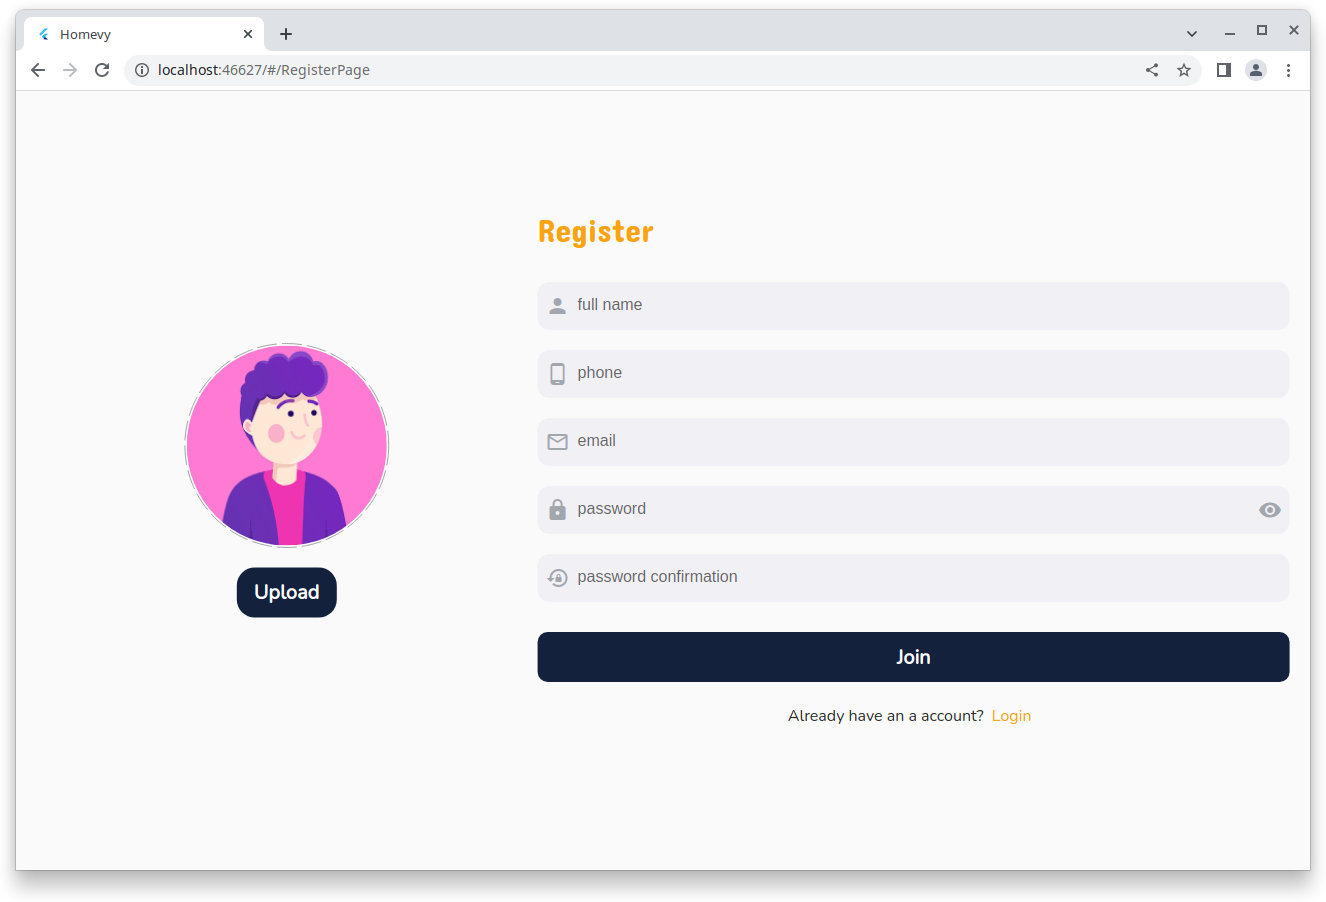 Homevy
localhost:46627/#/RegisterPage
Register
full name
phone
email
password
password confirmation
Upload
Join
Already have an a account? Login